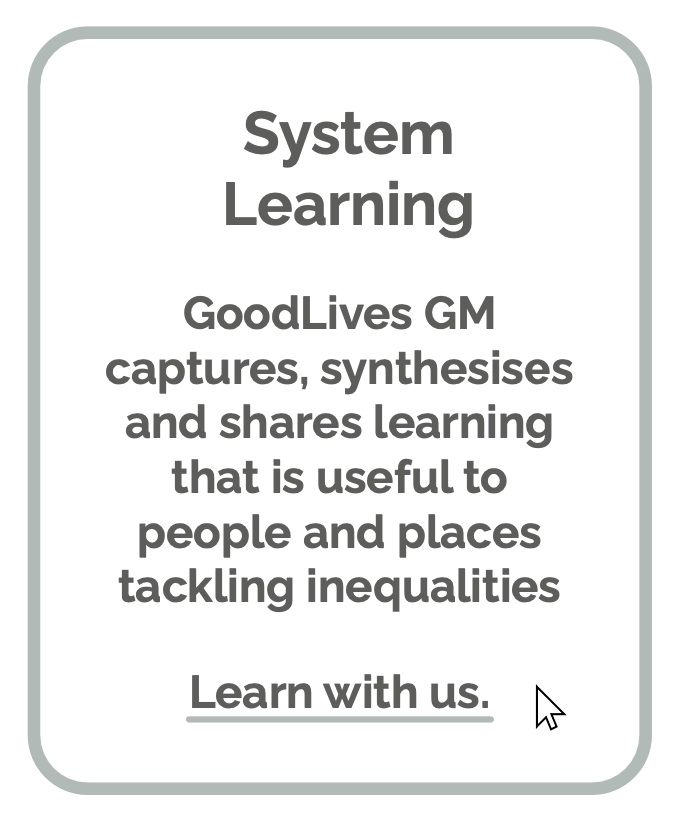 System
Learning
GoodLives GM
captures, synthesises
and shares learning
that is useful to
people and places
tackling inequalities
Learn with us.